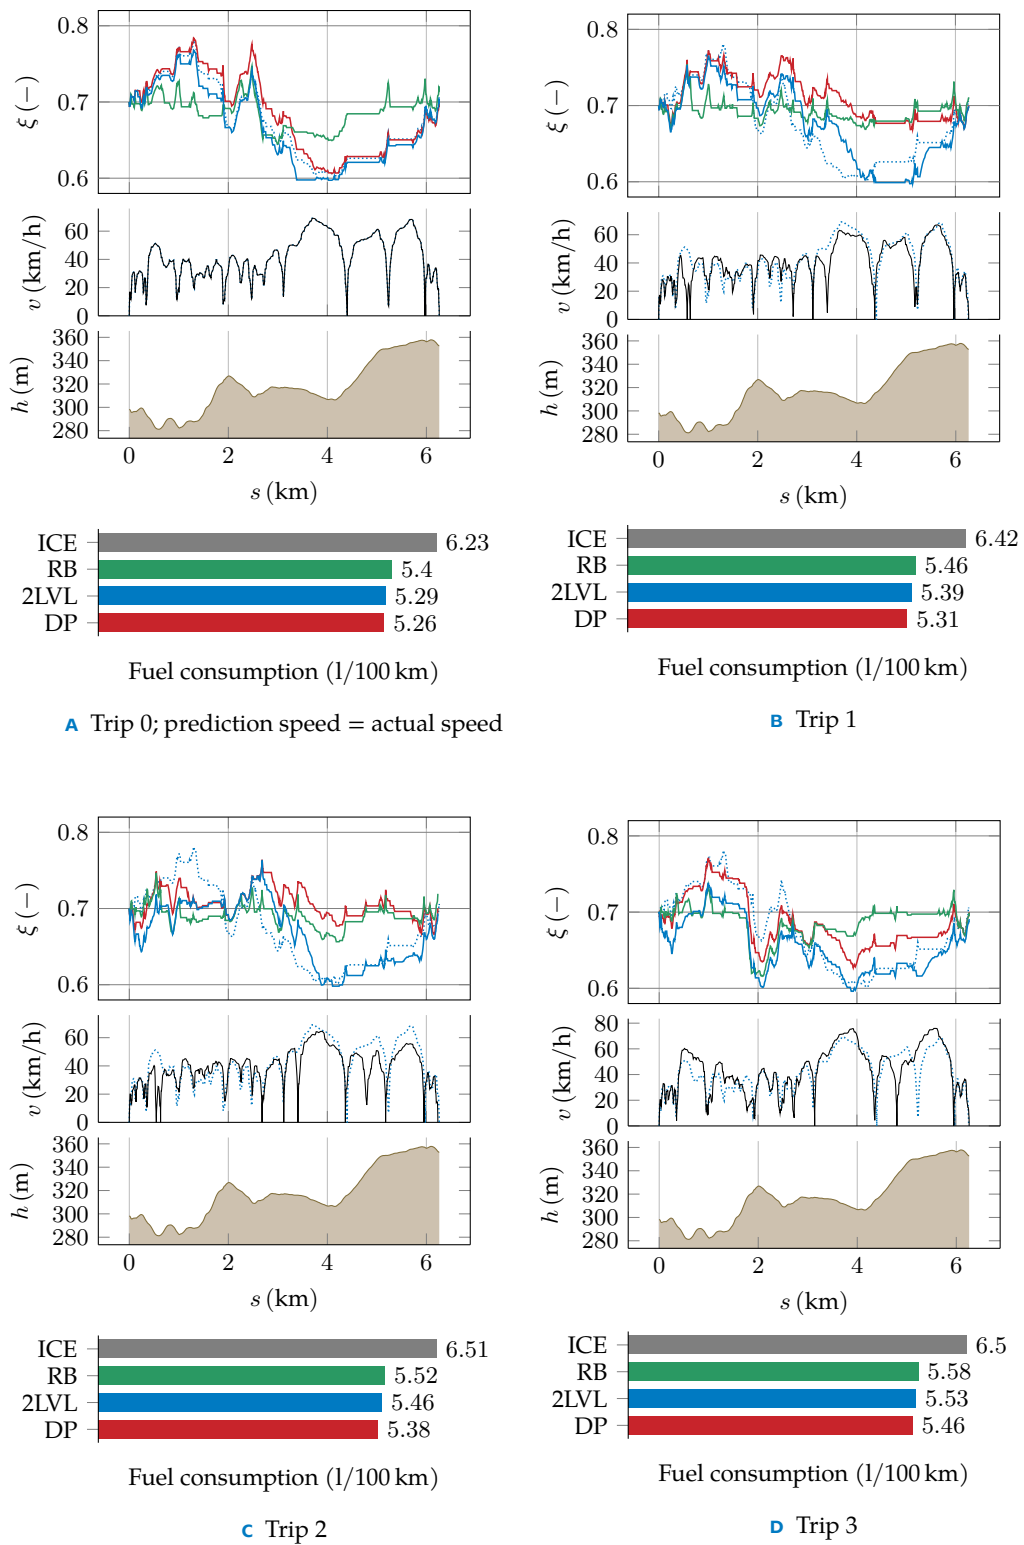 0.8
0.7
0.6
ξ (—)
60
40
20
0
v (km/h)
360
340
320
300
280
h (m)
0 2 4 6
s (km)
ICE 6.23
RB 5.4
2LVL 5.29
DP 5.26
Fuel consumption (l/100 km)
A Trip 0; prediction speed = actual speed
0.8
0.7
0.6
ξ (—)
60
40
20
0
v (km/h)
360
340
320
300
280
h (m)
0 2 4 6
s (km)
ICE 6.42
RB 5.46
2LVL 5.39
DP 5.31
Fuel consumption (l/100 km)
B Trip 1
0.8
0.7
0.6
ξ (—)
60
40
20
0
v (km/h)
360
340
320
300
280
h (m)
0 2 4 6
s (km)
ICE 6.51
RB 5.52
2LVL 5.46
DP 5.38
Fuel consumption (l/100 km)
C Trip 2
0.8
0.7
0.6
ξ (—)
80
60
40
20
0
v (km/h)
360
340
320
300
280
h (m)
0 2 4 6
s (km)
ICE 6.5
RB 5.58
2LVL 5.53
DP 5.46
Fuel consumption (l/100 km)
D Trip 3